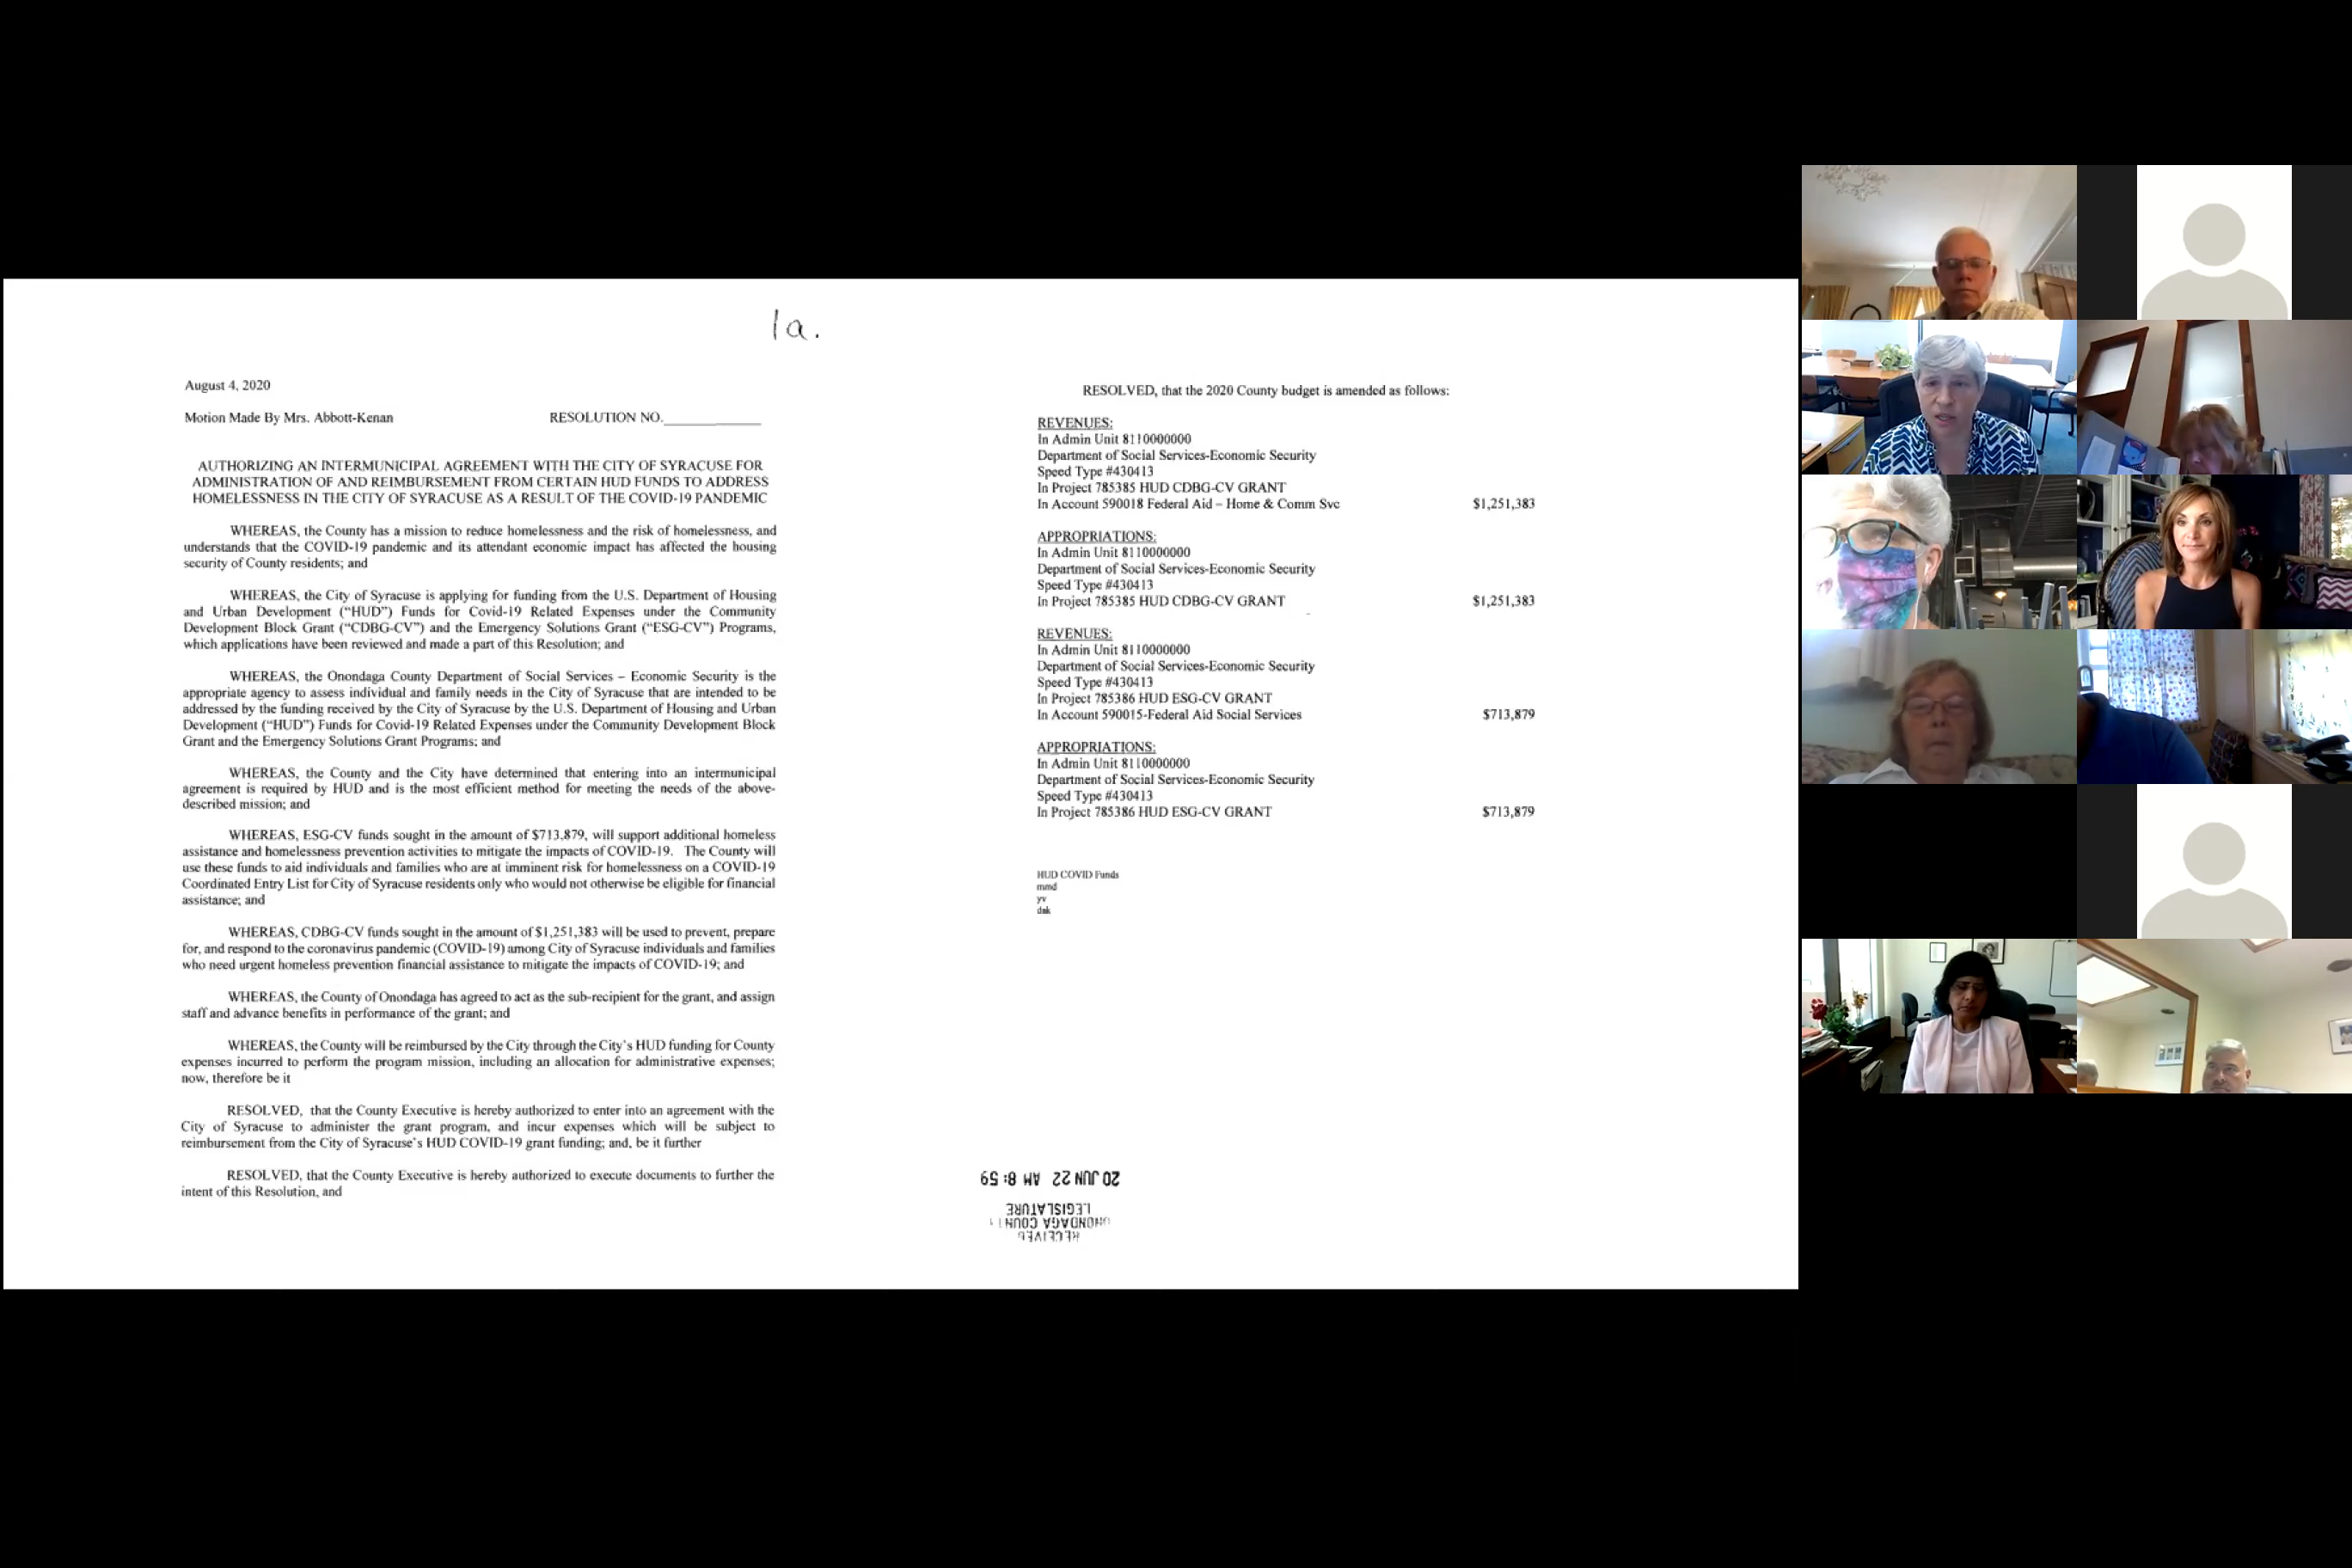 1a.
August 4, 2020
Motion Made By Mrs. Abbott-Kenan RESOLUTION NO.______________
AUTHORIZING AN INTERMUNICIPAL AGREEMENT WITH THE CITY OF SYRACUSE FOR
ADMINISTRATION OF AND REIMBURSEMENT FROM CERTAIN HUD FUNDS TO ADDRESS
HOMELESSNESS IN THE CITY OF SYRACUSE AS A RESULT OF THE COVID-19 PANDEMIC
WHEREAS, the County has a mission to reduce homelessness and the risk of homelessness, and
understands that the COVID-19 pandemic and its attendant economic impact has affected the housing
security of County residents; and
WHEREAS, the City of Syracuse is applying for funding from the U.S. Department of Housing
and Urban Development (“HUD”) Funds for Covid-19 Related Expenses under the Community
Development Block Grant (“CDBG-CV”) and the Emergency Solutions Grant (“ESG-CV”) Programs,
which applications have been reviewed and made a part of this Resolution; and
WHEREAS, the Onondaga County Department of Social Services – Economic Security is the
appropriate agency to assess individual and family needs in the City of Syracuse that are intended to be
addressed by the funding received by the City of Syracuse by the U.S. Department of Housing and Urban
Development (“HUD”) Funds for Covid-19 Related Expenses under the Community Development Block
Grant and the Emergency Solutions Grant Programs; and
WHEREAS, the County and the City have determined that entering into an intermunicipal
agreement is required by HUD and is the most efficient method for meeting the needs of the above-
described mission; and
WHEREAS, ESG-CV funds sought in the amount of $713,879, will support additional homeless
assistance and homelessness prevention activities to mitigate the impacts of COVID-19. The County will
use these funds to aid individuals and families who are at imminent risk for homelessness on a COVID-19
Coordinated Entry List for City of Syracuse residents only who would not otherwise be eligible for financial
assistance; and
WHEREAS, CDBG-CV funds sought in the amount of $1,251,383 will be used to prevent, prepare
for, and respond to the coronavirus pandemic (COVID-19) among City of Syracuse individuals and families
who need urgent homeless prevention financial assistance to mitigate the impacts of COVID-19; and
WHEREAS, the County of Onondaga has agreed to act as the sub-recipient for the grant, and assign
staff and advance benefits in performance of the grant; and
WHEREAS, the County will be reimbursed by the City through the City’s HUD funding for County
expenses incurred to perform the program mission, including an allocation for administrative expenses;
now, therefore be it
RESOLVED, that the County Executive is hereby authorized to enter into an agreement with the
City of Syracuse to administer the grant program, and incur expenses which will be subject to
reimbursement from the City of Syracuse’s HUD COVID-19 grant funding; and, be it further
RESOLVED, that the County Executive is hereby authorized to execute documents to further the
intent of this Resolution, and
RESOLVED, that the 2020 County budget is amended as follows:
REVENUES:
In Admin Unit 8110000000
Department of Social Services-Economic Security
Speed Type #430413
In Project 785385 HUD CDBG-CV GRANT
In Account 590018 Federal Aid – Home & Comm Svc $1,251,383
APPROPRIATIONS:
In Admin Unit 8110000000
Department of Social Services-Economic Security
Speed Type #430413
In Project 785385 HUD CDBG-CV GRANT $1,251,383
REVENUES:
In Admin Unit 8110000000
Department of Social Services-Economic Security
Speed Type #430413
In Project 785386 HUD ESG-CV GRANT
In Account 590015-Federal Aid Social Services $713,879
APPROPRIATIONS:
In Admin Unit 8110000000
Department of Social Services-Economic Security
Speed Type #430413
In Project 785386 HUD ESG-CV GRANT $713,879
HUD COVID Funds
mmd
yv
dak
RECEIVED
ONONDAGA COUNTY
LEGISLATURE
20 JUN 22 AM 8:59